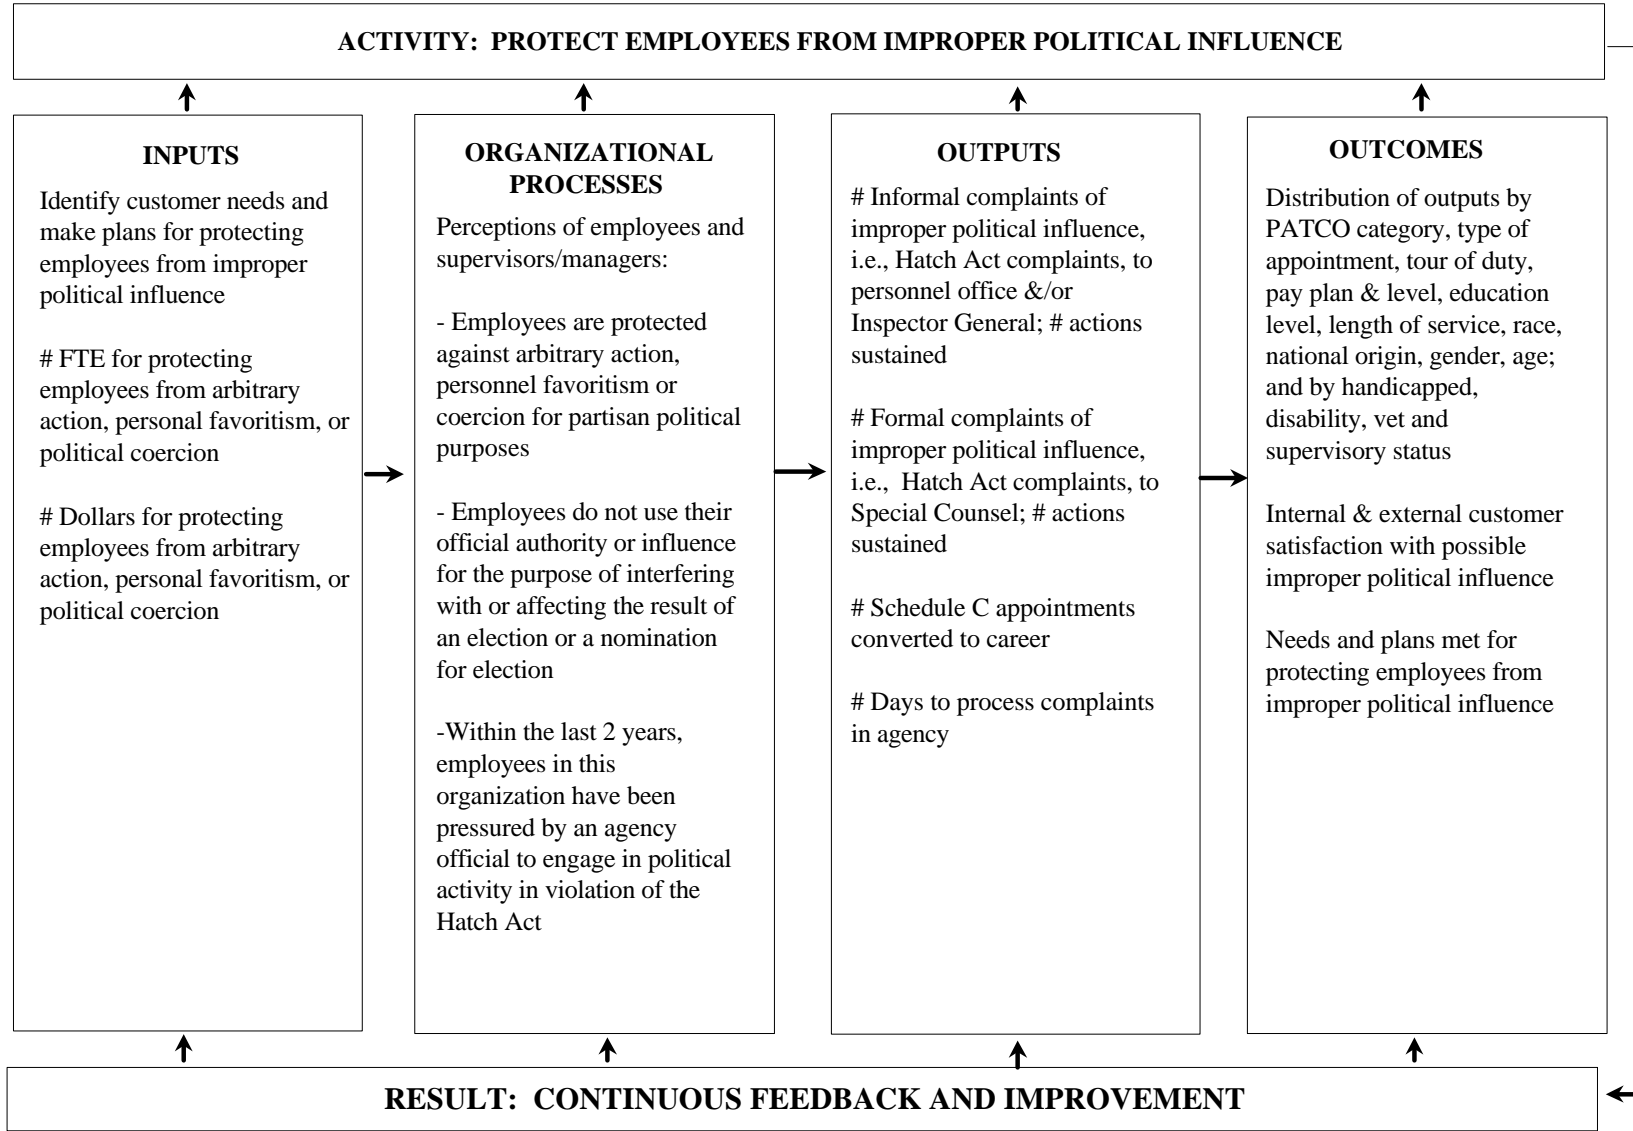 ACTIVITY: PROTECT EMPLOYEES FROM IMPROPER POLITICAL INFLUENCE
INPUTS
Identify customer needs and
make plans for protecting
employees from improper
political influence
# FTE for protecting
employees from arbitrary
action, personal favoritism, or
political coercion
# Dollars for protecting
employees from arbitrary
action, personal favoritism, or
political coercion
ORGANIZATIONAL
PROCESSES
Perceptions of employees and
supervisors/managers:
- Employees are protected
against arbitrary action,
personnel favoritism or
coercion for partisan political
purposes
- Employees do not use their
official authority or influence
for the purpose of interfering
with or affecting the result of
an election or a nomination
for election
-Within the last 2 years,
employees in this
organization have been
pressured by an agency
official to engage in political
activity in violation of the
Hatch Act
OUTPUTS
# Informal complaints of
improper political influence,
i.e., Hatch Act complaints, to
personnel office &/or
Inspector General; # actions
sustained
# Formal complaints of
improper political influence,
i.e., Hatch Act complaints, to
Special Counsel; # actions
sustained
# Schedule C appointments
converted to career
# Days to process complaints
in agency
OUTCOMES
Distribution of outputs by
PATCO category, type of
appointment, tour of duty,
pay plan & level, education
level, length of service, race,
national origin, gender, age;
and by handicapped,
disability, vet and
supervisory status
Internal & external customer
satisfaction with possible
improper political influence
Needs and plans met for
protecting employees from
improper political influence
RESULT: CONTINUOUS FEEDBACK AND IMPROVEMENT